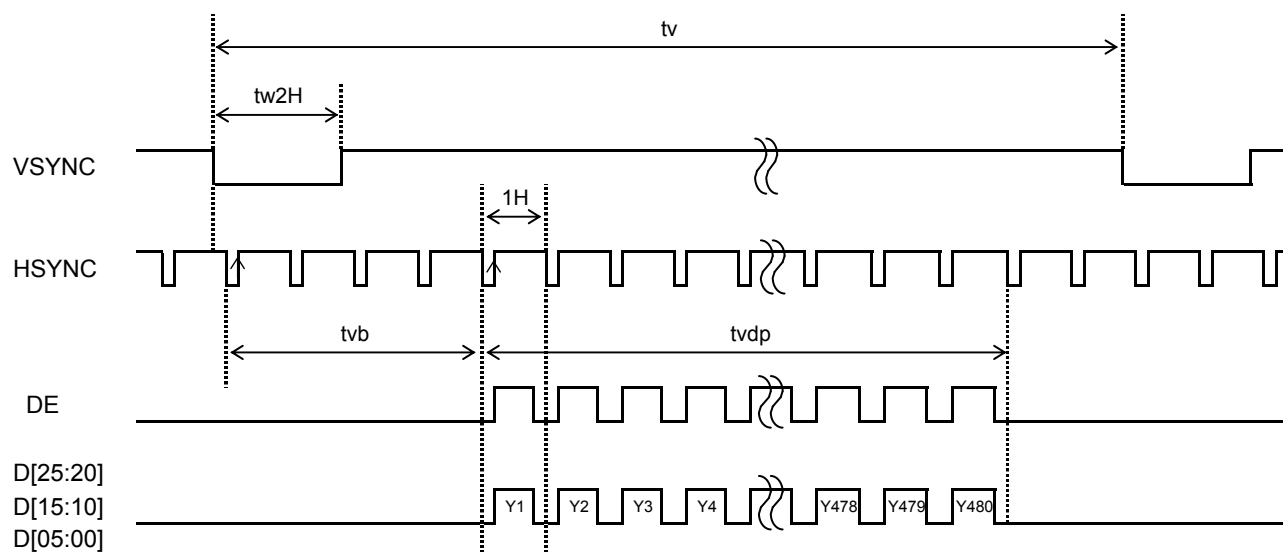 tv
tw2H
VSYNC
1H
HSYNC
tvb
tvdp
DE
D[25:20]
D[15:10]
D[05:00]
Y1 Y2 Y3 Y4 Y478 Y479 Y480